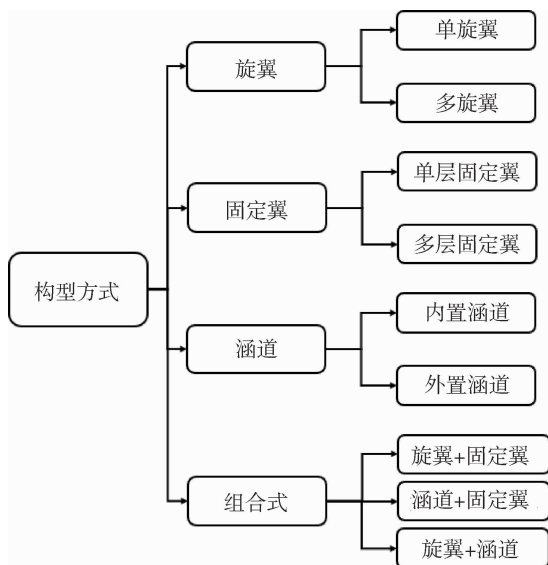 构型方式
旋翼
单旋翼
多旋翼
固定翼
单层固定翼
多层固定翼
涵道
内置涵道
外置涵道
组合式
旋翼+固定翼
涵道+固定翼
旋翼+涵道